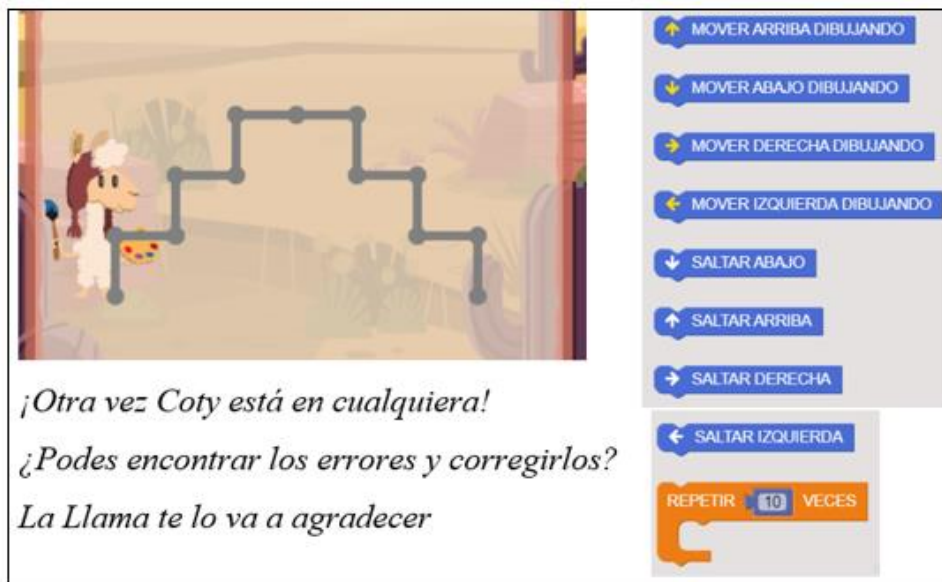 MOVER ARRIBA DIBUJANDO
MOVER ABAJO DIBUJANDO
MOVER DERECHA DIBUJANDO
MOVER IZQUIERDA DIBUJANDO
SALTAR ABAJO
SALTAR ARRIBA
SALTAR DERECHA
SALTAR IZQUIERDA
REPETIR 10 VECES
¡Otra vez Coty está en cualquiera!
¿Podes encontrar los errores y corregirlos?
La Llama te lo va a agradecer